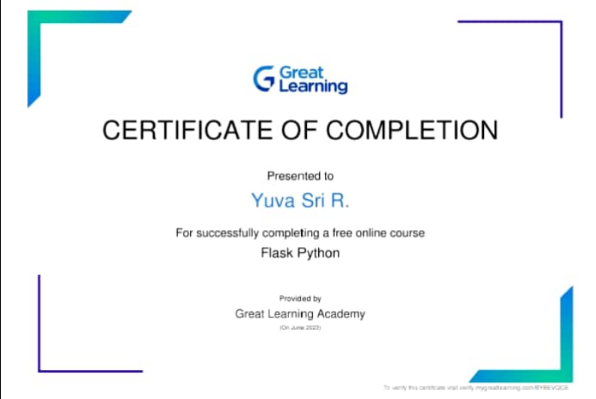 Great
Learning
CERTIFICATE OF COMPLETION
Presented to
Yuva Sri R.
For successfully completing a free online course
Flask Python
Provided by
Great Learning Academy
(On June 2023)
To verify this certificate visit verify.mygreatlearning.com/